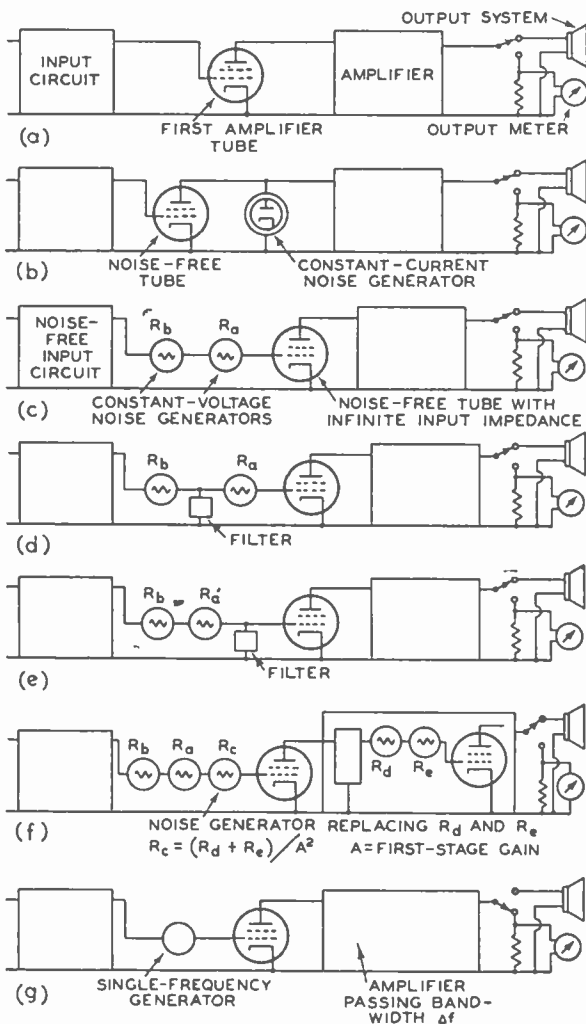 OUTPUT SYSTEM
INPUT
CIRCUIT
AMPLIFIER
FIRST AMPLIFIER
TUBE
OUTPUT METER
(a)
NOISE-FREE
TUBE
CONSTANT-CURRENT
NOISE GENERATOR
(b)
NOISE-
FREE
INPUT
CIRCUIT
Rb
Ra
CONSTANT-VOLTAGE
NOISE GENERATORS
NOISE-FREE TUBE WITH
INFINITE INPUT IMPEDANCE
(c)
Rb
Ra
FILTER
(d)
Rb
Ra'
FILTER
(e)
Rb
Ra
Rc
Rd
Re
NOISE GENERATOR REPLACING Rd AND Re
Rc = (Rd + Re) / A² A = FIRST-STAGE GAIN
(f)
SINGLE-FREQUENCY
GENERATOR
AMPLIFIER
PASSING BAND-
WIDTH Δf
(g)